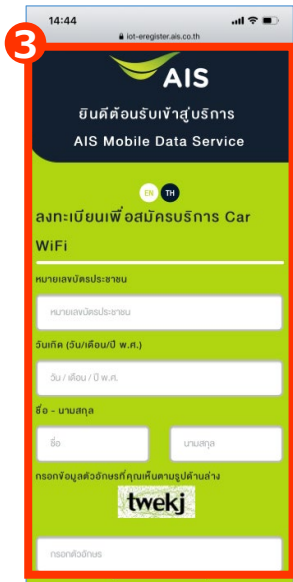 14:44
iot-eregister.ais.co.th
3
AIS
ยินดีต้อนรับเข้าสู่บริการ
AIS Mobile Data Service
EN TH
ลงทะเบียนเพื่อสมัครบริการ Car
WiFi
หมายเลขบัตรประชาชน
หมายเลขบัตรประชาชน
วันเกิด (วัน/เดือน/ปี พ.ศ.)
วัน / เดือน / ปี พ.ศ.
ชื่อ - นามสกุล
ชื่อ นามสกุล
กรอกข้อมูลตัวอักษรที่คุณเห็นตามรูปด้านล่าง
twekj
กรอกตัวอักษร